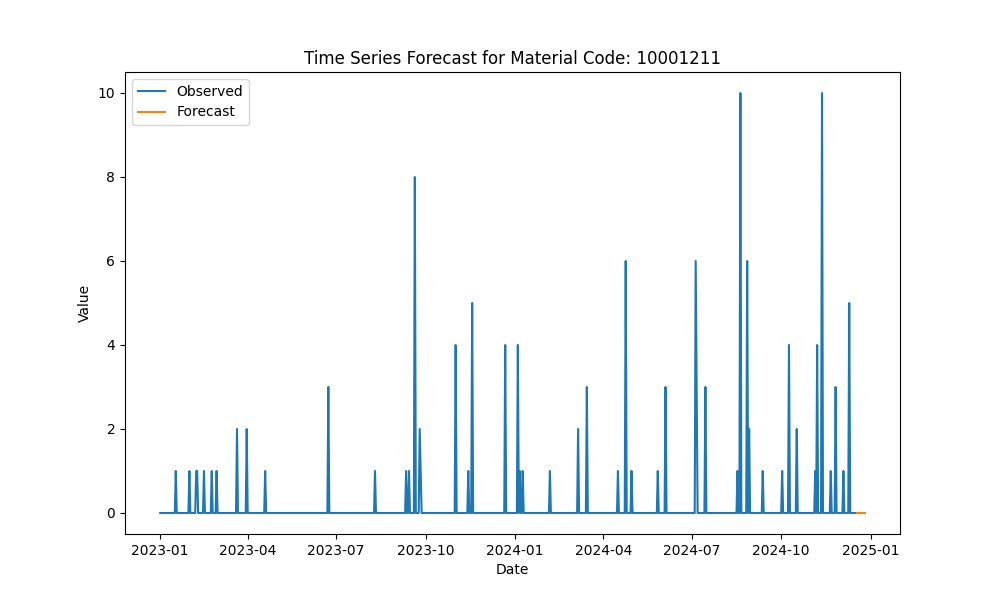 Time Series Forecast for Material Code: 10001211
Observed
Forecast
10
8
6
4
2
0
Value
2023-01 2023-04 2023-07 2023-10 2024-01 2024-04 2024-07 2024-10 2025-01
Date